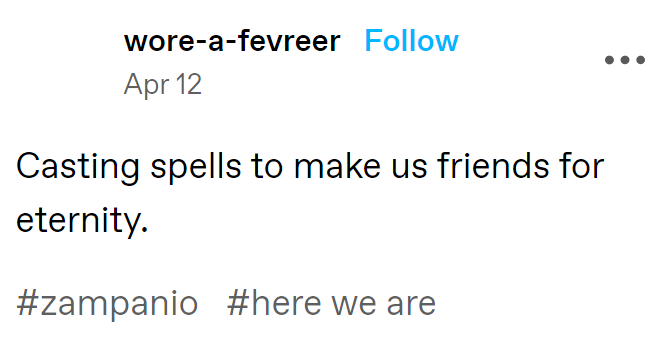 wore-a-fevreer Follow
Apr 12
Casting spells to make us friends for
eternity.
#zampanio #here we are